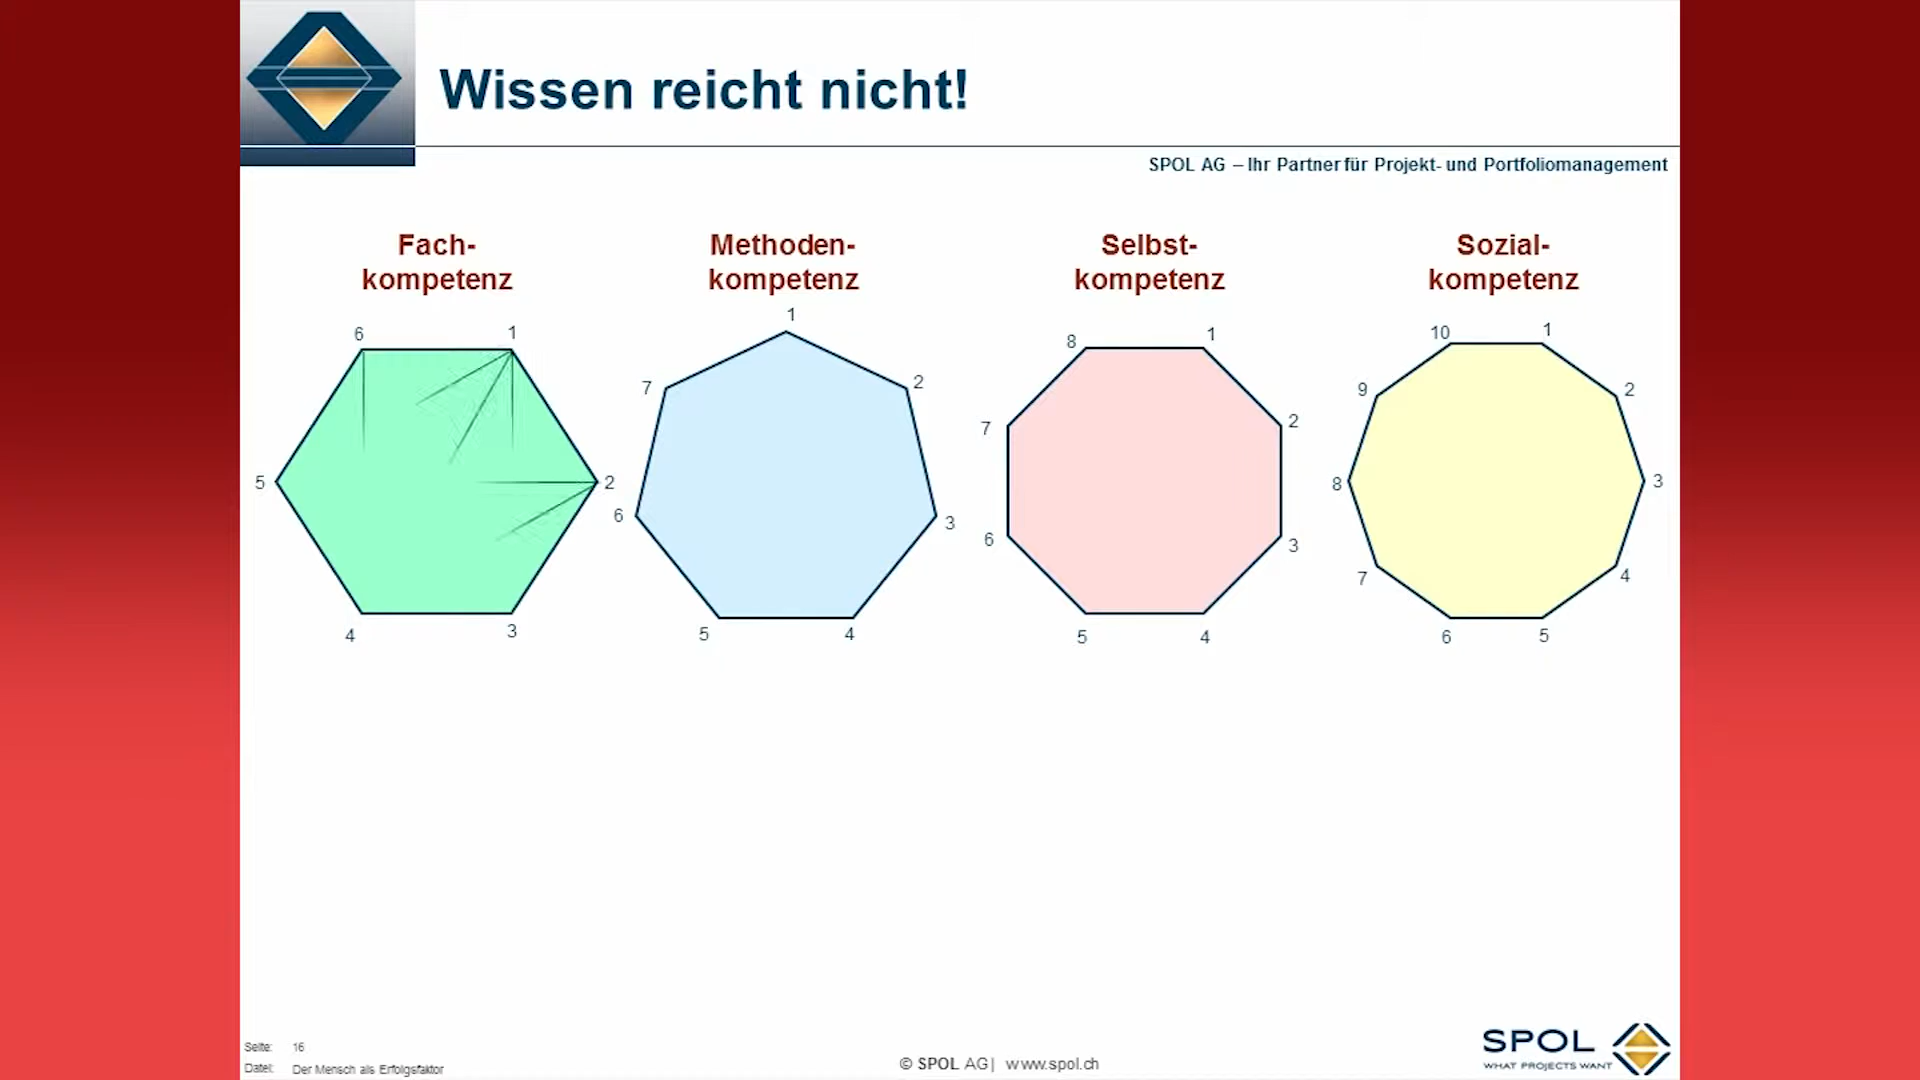 Wissen reicht nicht!
SPOL AG – Ihr Partner für Projekt- und Portfoliomanagement
Fach-
kompetenz
Methoden-
kompetenz
Selbst-
kompetenz
Sozial-
kompetenz
6
1
5
2
4
3
1
7
2
6
3
5
4
8
1
7
2
6
3
5
4
10
1
9
2
8
3
7
4
6
5
Seite: 16
Datei: Der Mensch als Erfolgsfaktor
© SPOL AG| www.spol.ch
SPOL
WHAT PROJECTS WANT